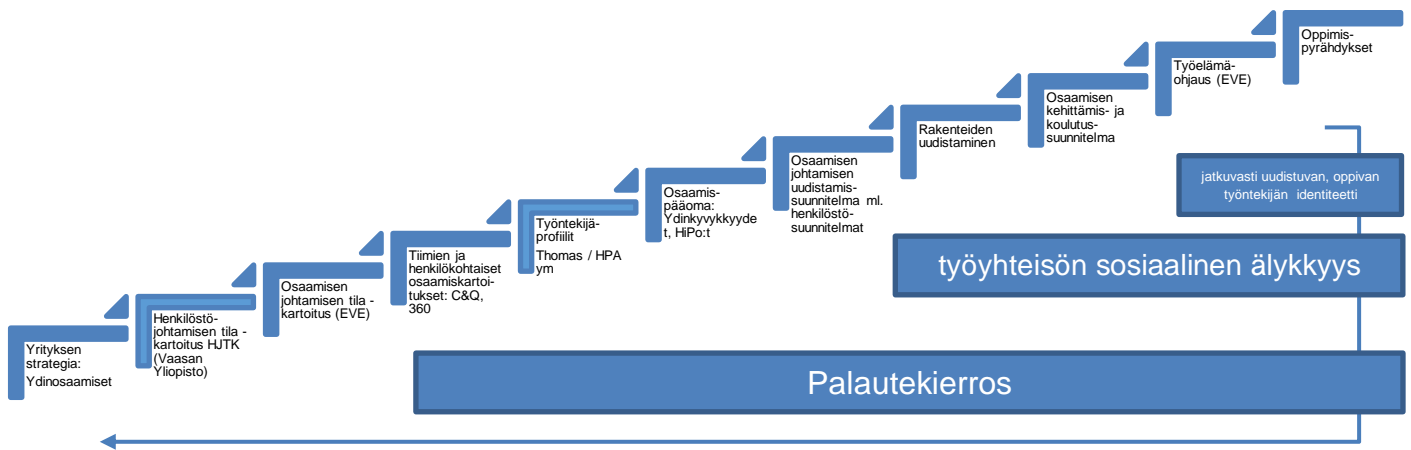 Yrityksen
strategia:
Ydinosaamiset
Henkilöstö-
johtamisen tila -
kartoitus HJTK
(Vaasan
Yliopisto)
Osaamisen
johtamisen tila -
kartoitus (EVE)
Tiimien ja
henkilökohtaiset
osaamiskartoi-
tukset: C&Q,
360
Työntekijä-
profiilit
Thomas / HPA
ym
Osaamis-
pääoma:
Ydinkyvykkyyde
t, HiPo:t
Osaamisen
johtamisen
uudistamis-
suunnitelma ml.
henkilöstö-
suunnitelmat
Rakenteiden
uudistaminen
Osaamisen
kehittämis- ja
koulutus-
suunnitelma
Työelämä-
ohjaus (EVE)
Oppimis-
pyrähdykset
jatkuvasti uudistuvan, oppivan
työntekijän identiteetti
työyhteisön sosiaalinen älykkyys
Palautekierros